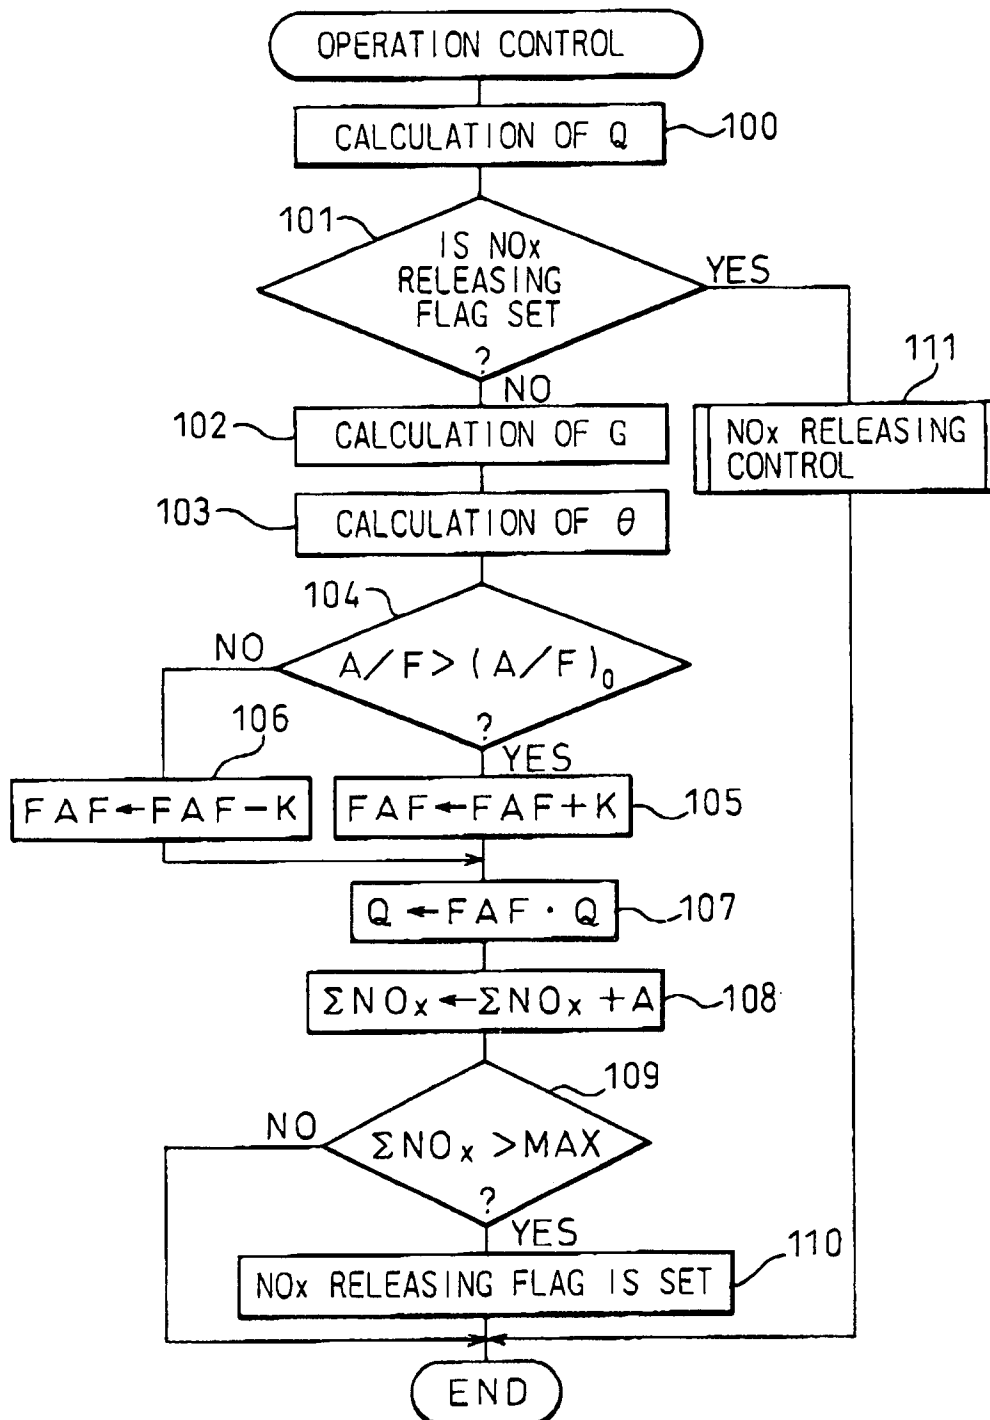 OPERATION CONTROL
CALCULATION OF Q
100
101
IS NOx
RELEASING
FLAG SET
?
YES
NO
111
NOx RELEASING
CONTROL
102
CALCULATION OF G
103
CALCULATION OF θ
104
NO
A/F>(A/F)₀
?
YES
106
FAF←FAF-K
FAF←FAF+K
105
Q←FAF·Q
107
ΣNOx←ΣNOx+A
108
109
NO
ΣNOx>MAX
?
YES
110
NOx RELEASING FLAG IS SET
END